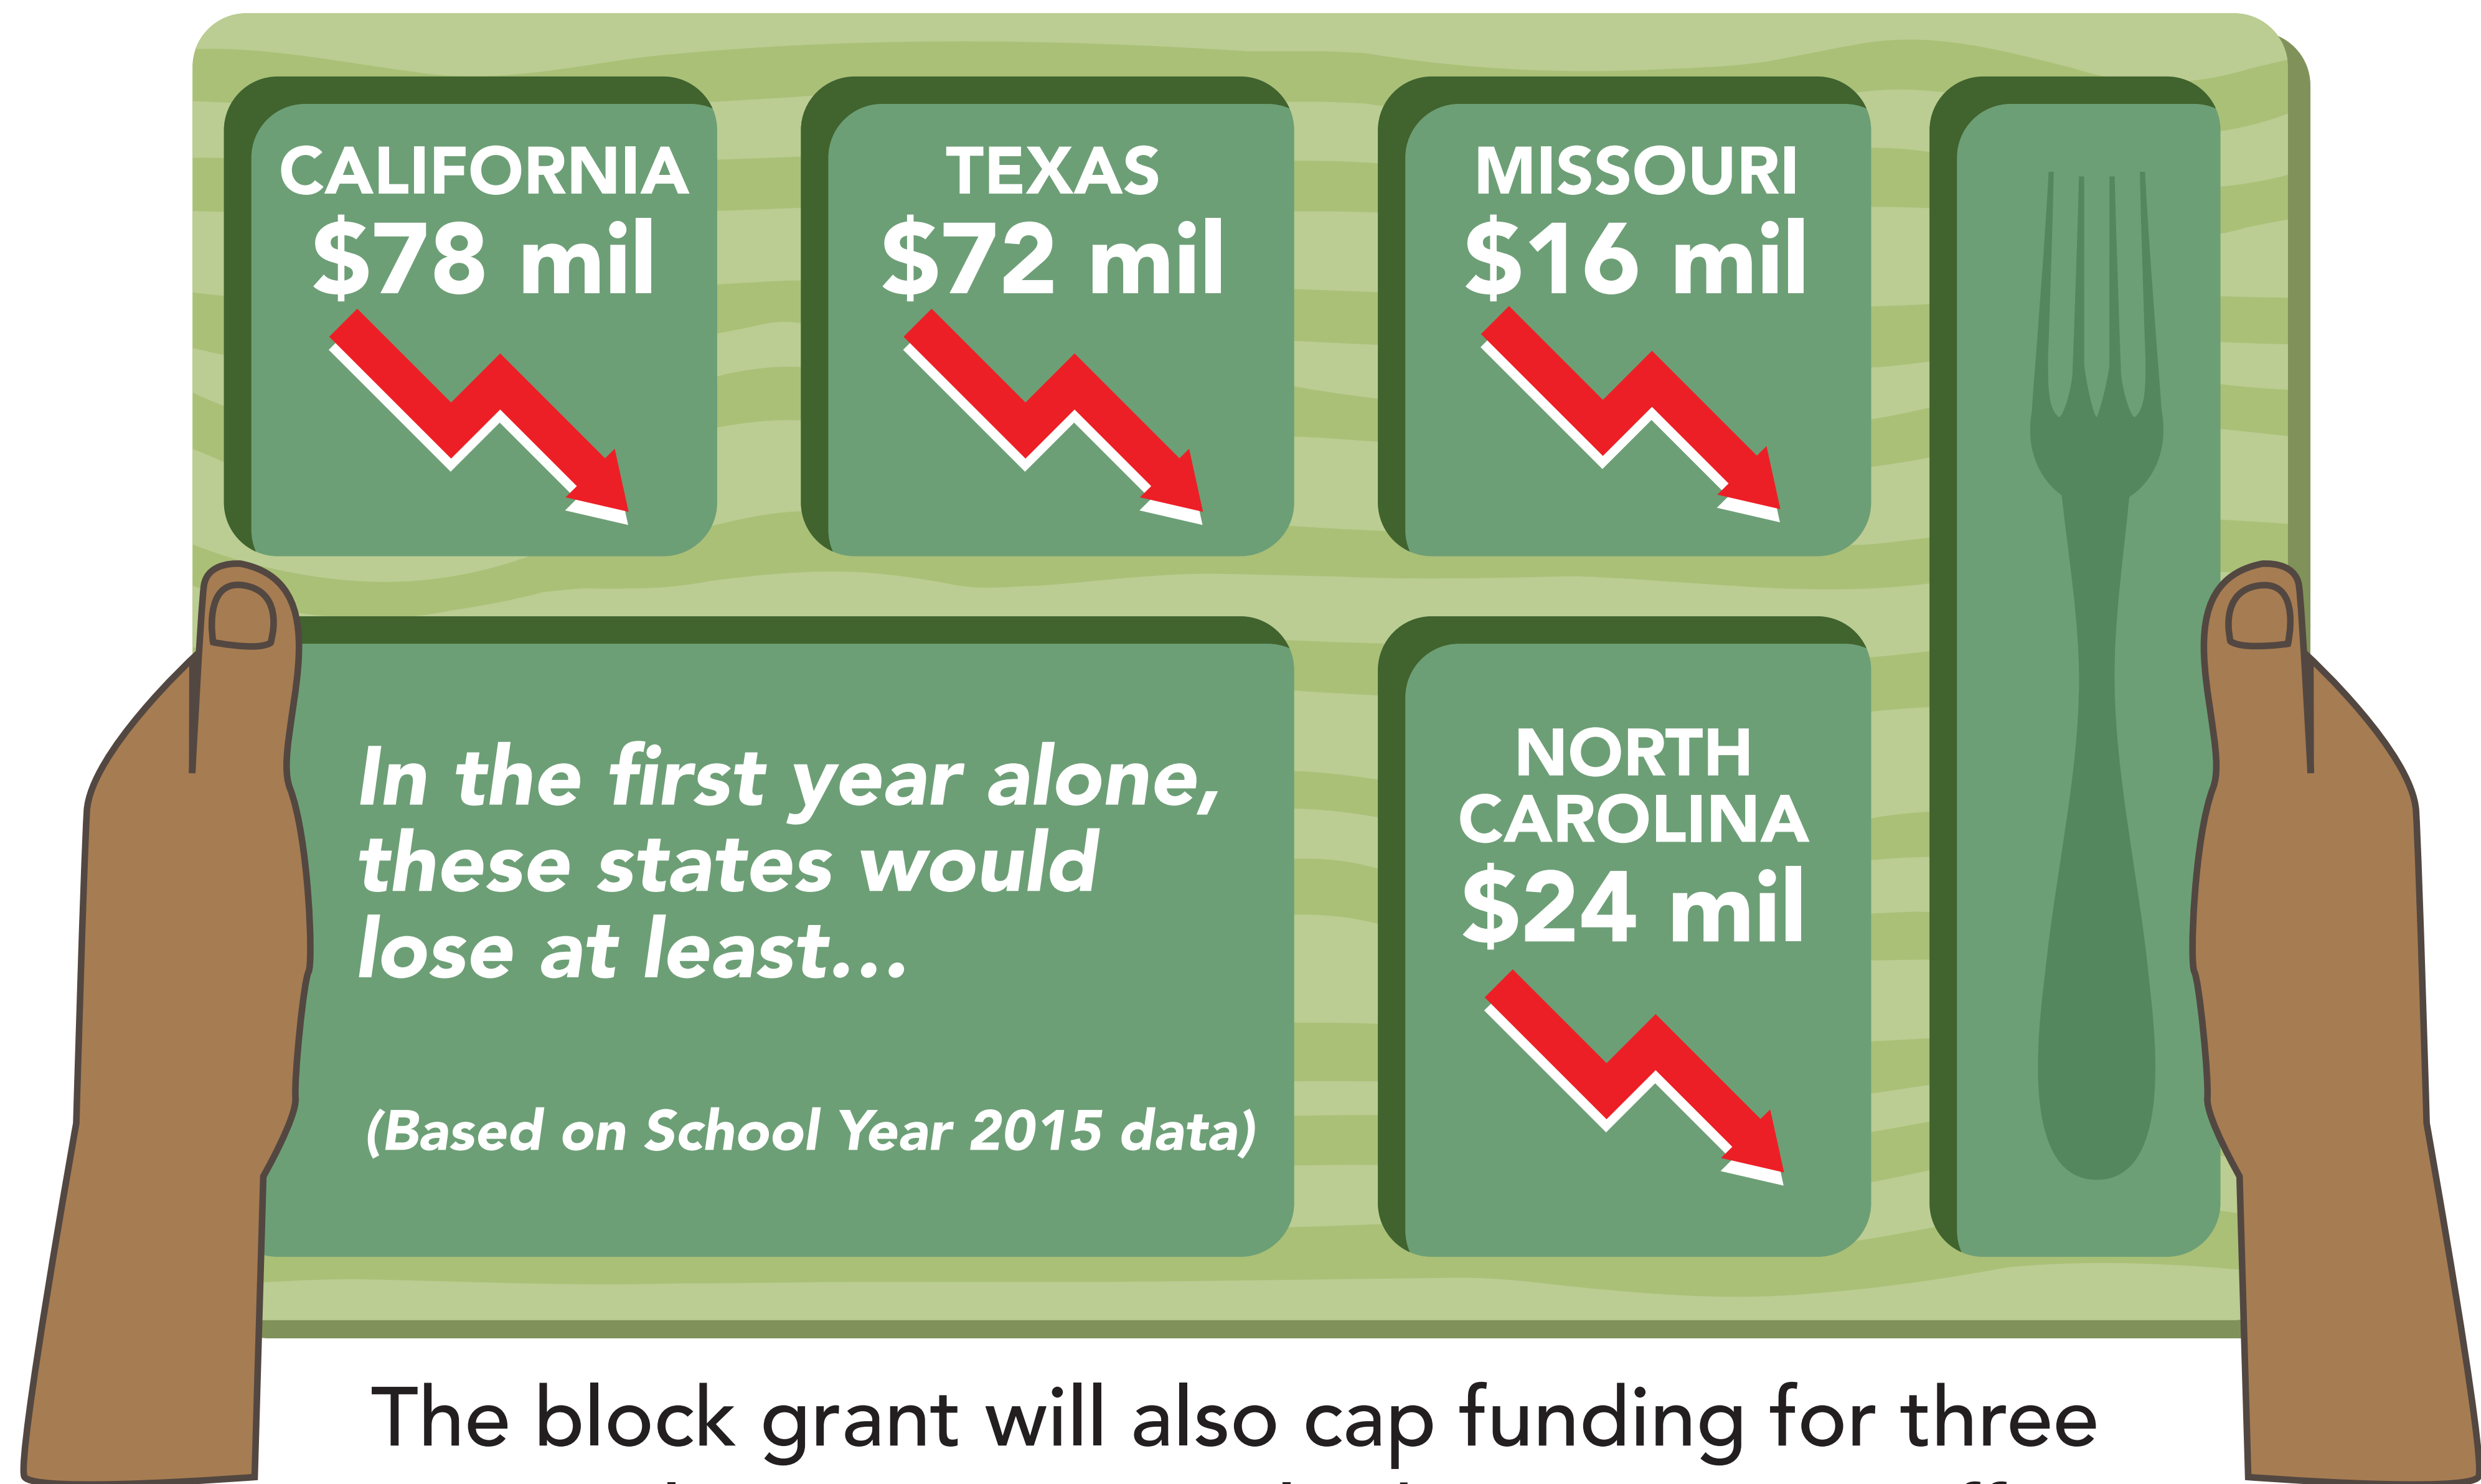 CALIFORNIA
$78 mil
TEXAS
$72 mil
MISSOURI
$16 mil
In the first year alone,
these states would
lose at least...
(Based on School Year 2015 data)
NORTH
CAROLINA
$24 mil
The block grant will also cap funding for three